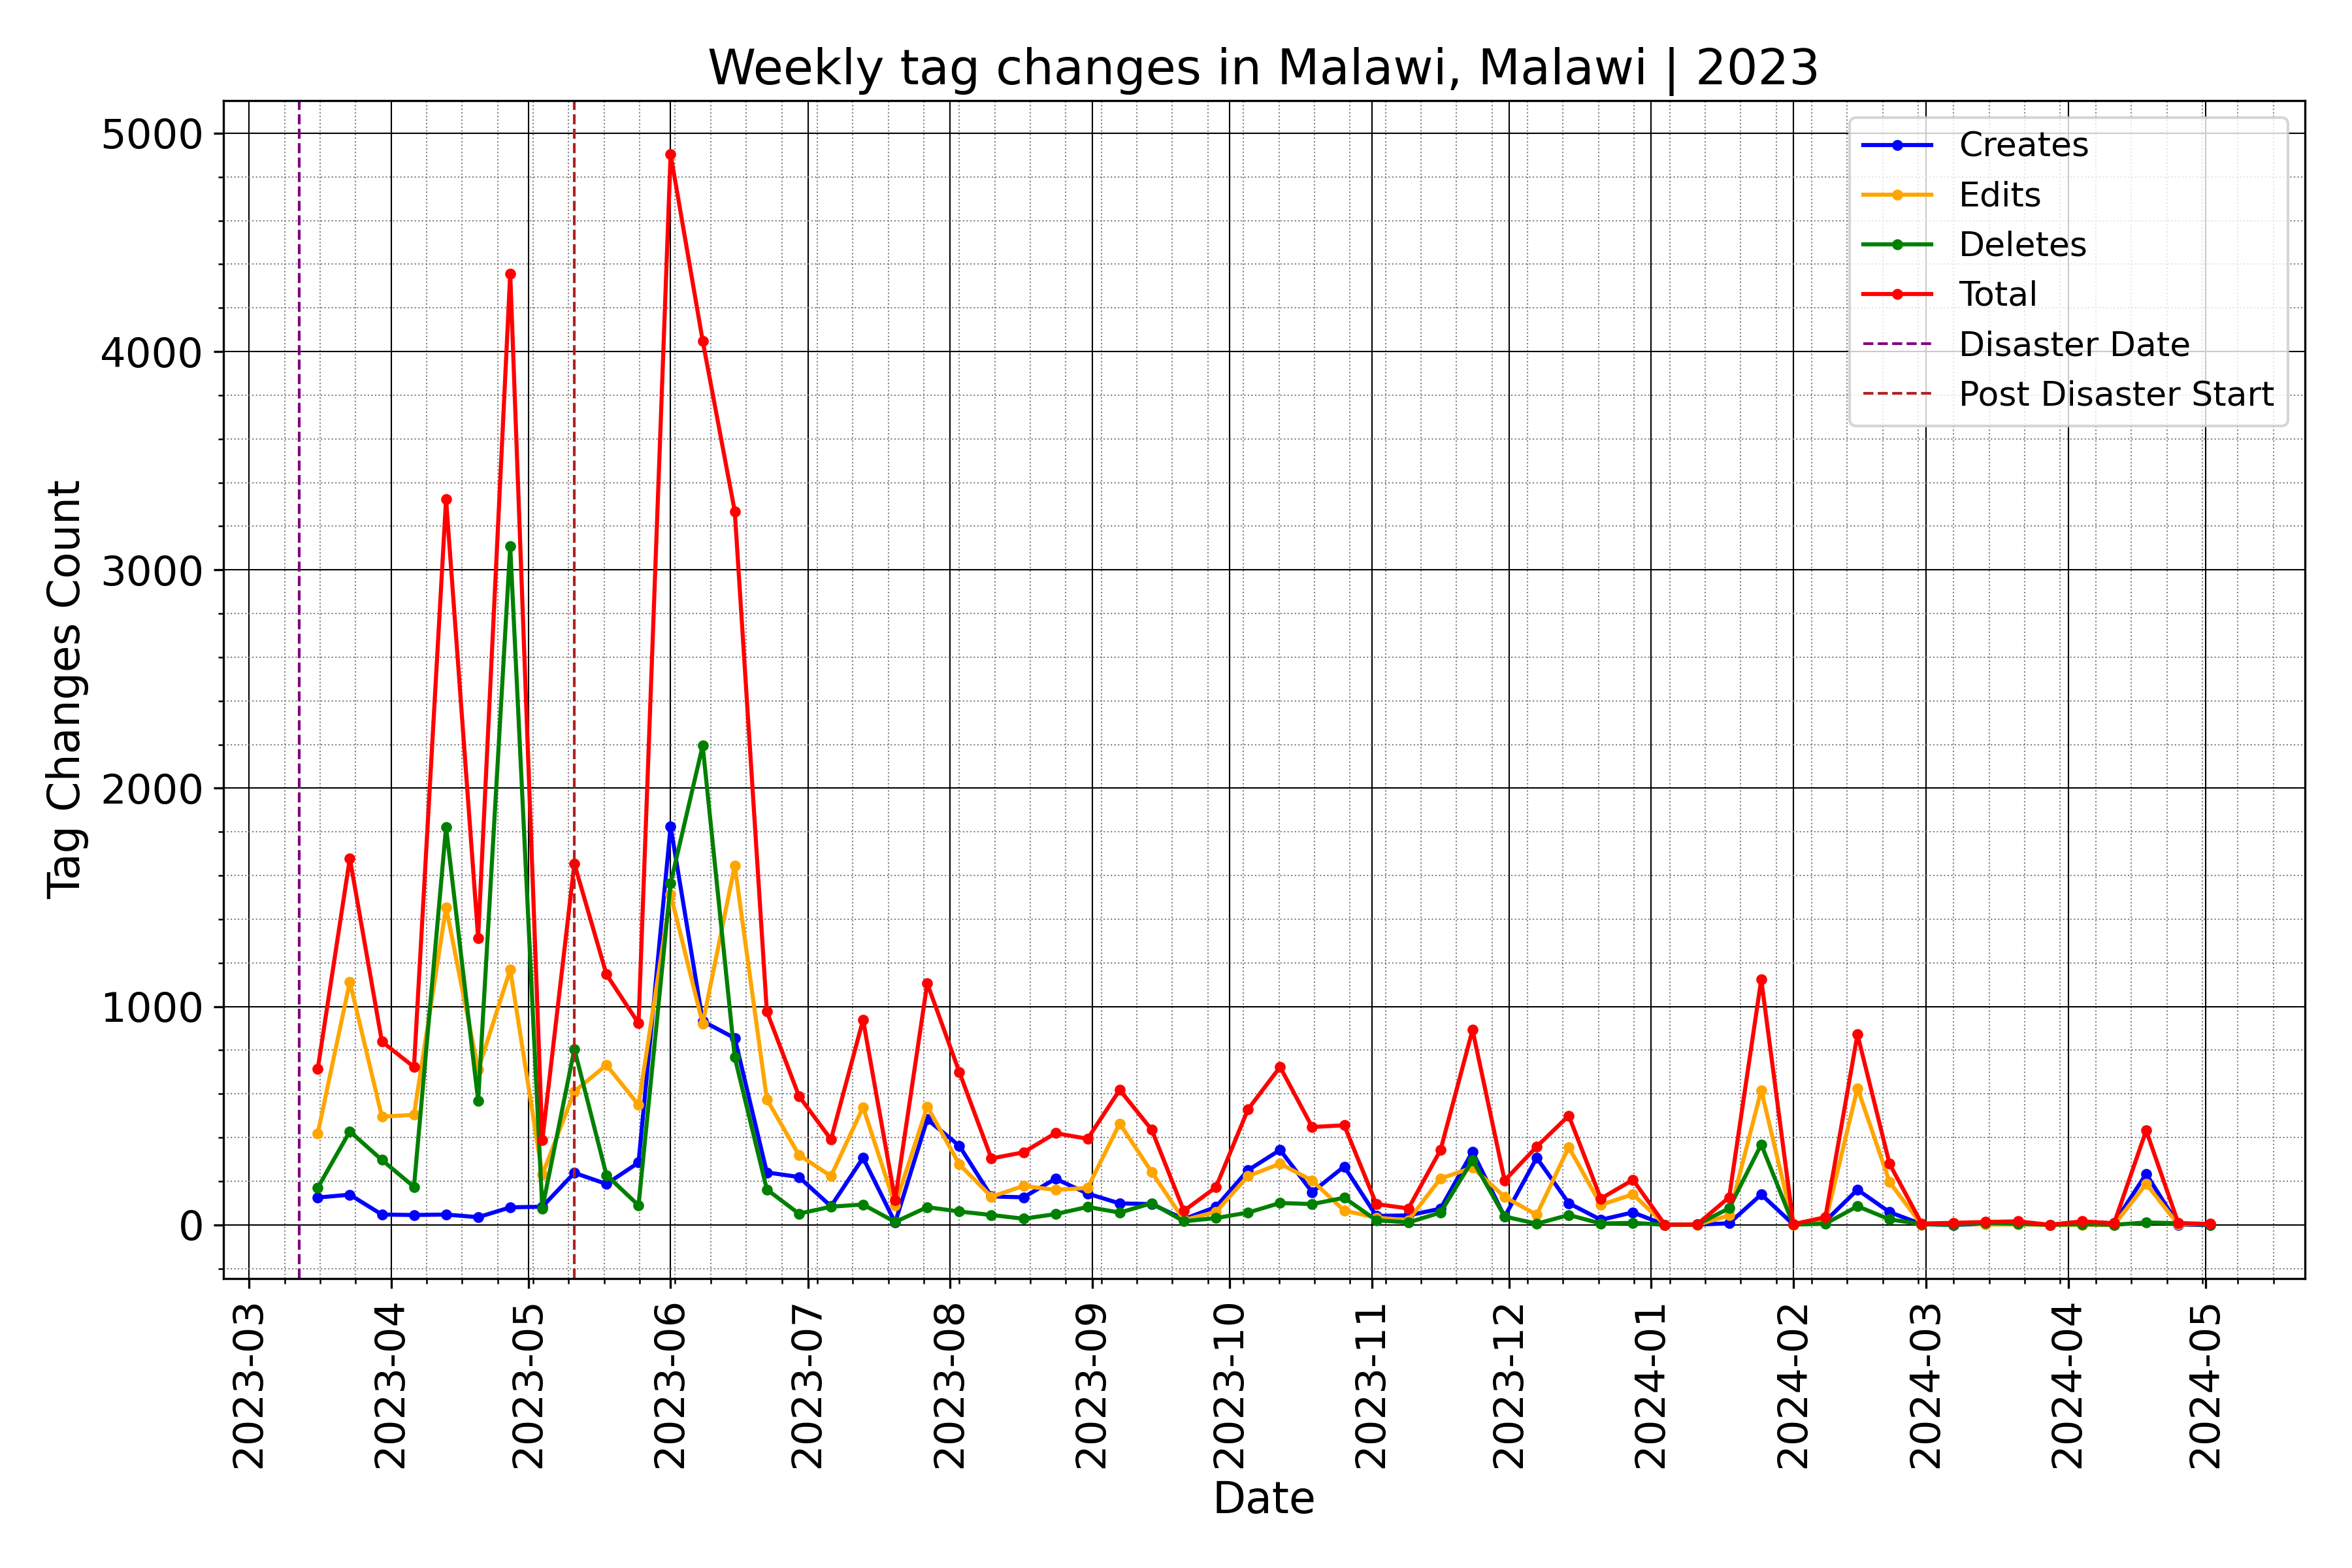 Weekly tag changes in Malawi, Malawi | 2023
Tag Changes Count
5000
4000
3000
2000
1000
0
Creates
Edits
Deletes
Total
Disaster Date
Post Disaster Start
2023-03
2023-04
2023-05
2023-06
2023-07
2023-08
2023-09
2023-10
2023-11
2023-12
2024-01
2024-02
2024-03
2024-04
2024-05
Date